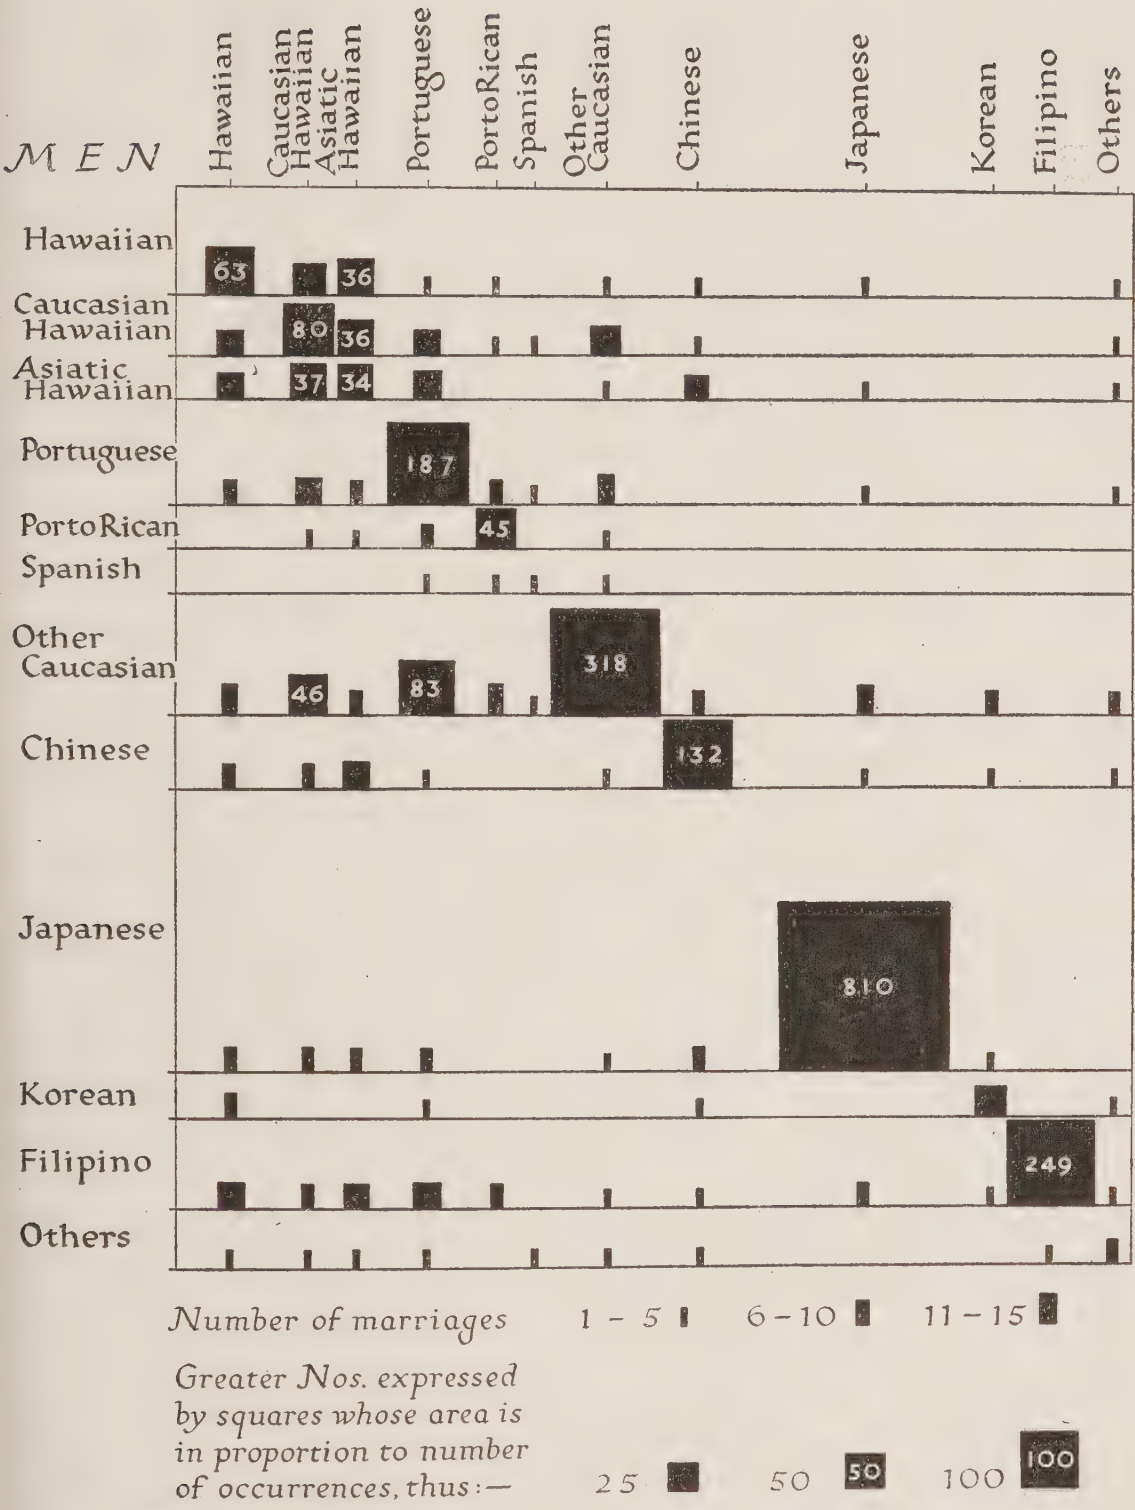 Hawaiian
Caucasian
Hawaiian
Asiatic
Hawaiian
Portuguese
PortoRican
Spanish
Other
Caucasian
Chinese
Japanese
Korean
Filipino
Others
MEN
Hawaiian
63
36
Caucasian
Hawaiian
80
36
Asiatic
Hawaiian
37
34
Portuguese
187
PortoRican
45
Spanish
Other
Caucasian
46
83
318
Chinese
132
Japanese
810
Korean
Filipino
249
Others
Number of marriages 1 - 5 6-10 11-15
Greater Nos. expressed
by squares whose area is
in proportion to number
of occurrences, thus:— 25 50 50 100 100